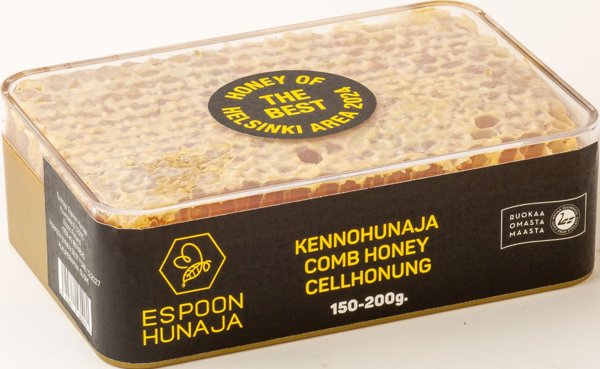 HONEY OF
THE
BEST
HELSINKI AREA 2024
KENNOHUNAJA
COMB HONEY
CELLHONUNG
150-200g.
ESPOON
HUNAJA
RUOKAA
OMASTA
MAASTA